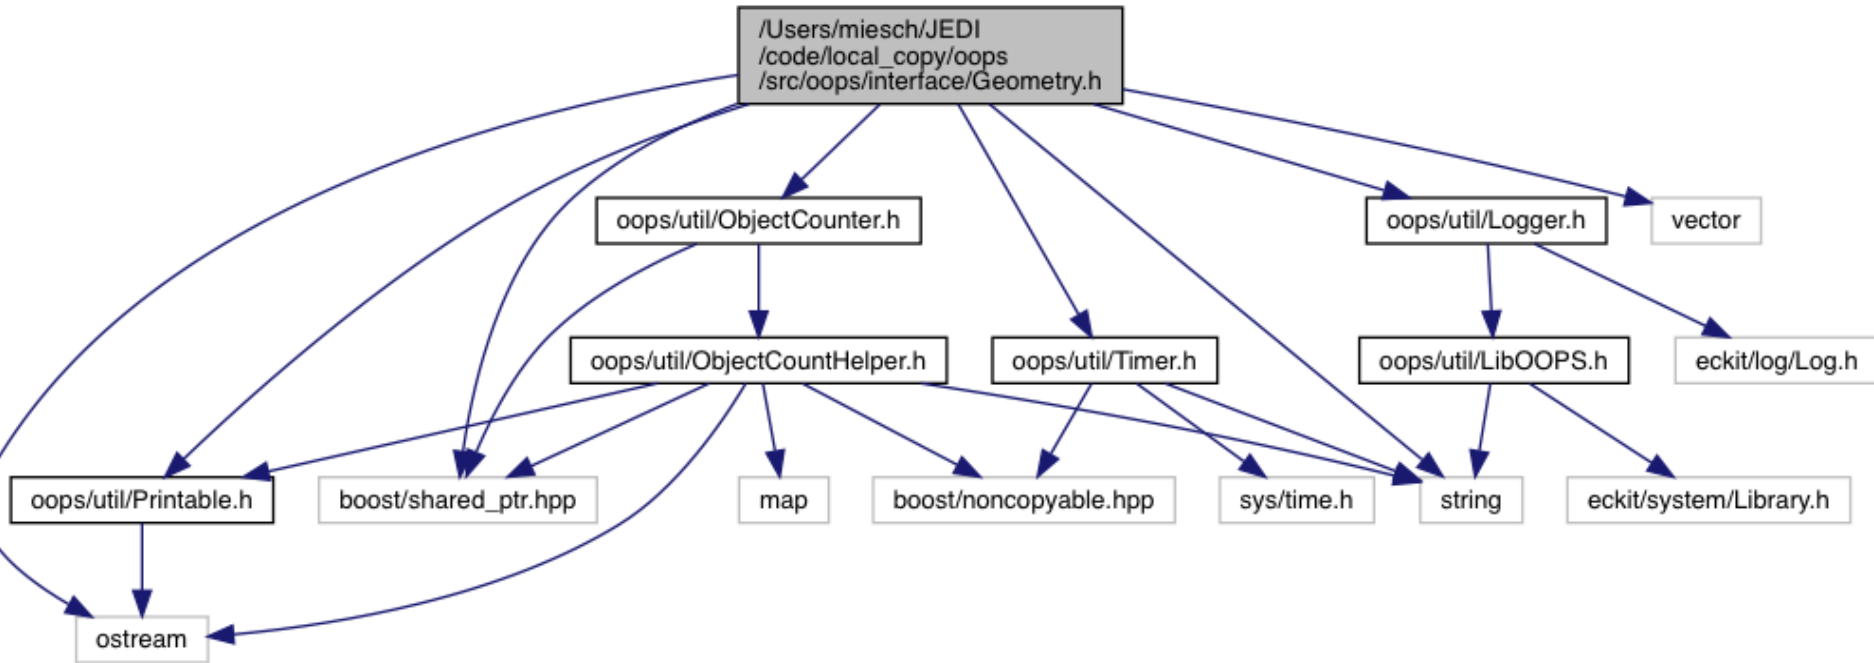 /Users/miesch/JEDI
/code/local_copy/oops
/src/oops/interface/Geometry.h
oops/util/ObjectCounter.h
oops/util/Logger.h
vector
oops/util/ObjectCountHelper.h
oops/util/Timer.h
oops/util/LibOOPS.h
eckit/log/Log.h
oops/util/Printable.h
boost/shared_ptr.hpp
map
boost/noncopyable.hpp
sys/time.h
string
eckit/system/Library.h
ostream